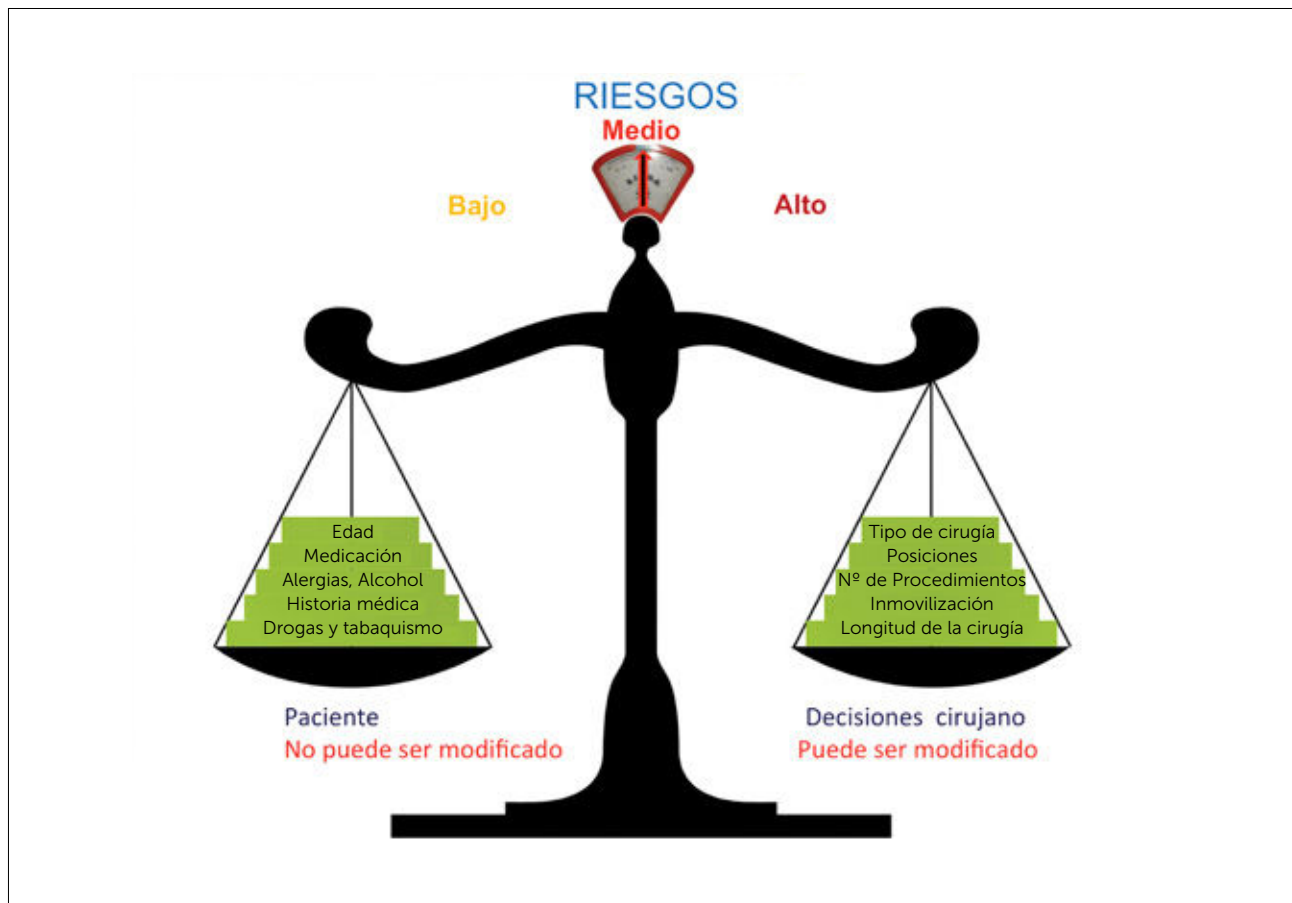 RIESGOS
Medio
Bajo
Alto
Edad
Medicación
Alergias, Alcohol
Historia médica
Drogas y tabaquismo
Tipo de cirugía
Posiciones
Nº de Procedimientos
Inmovilización
Longitud de la cirugía
Paciente
No puede ser modificado
Decisiones cirujano
Puede ser modificado